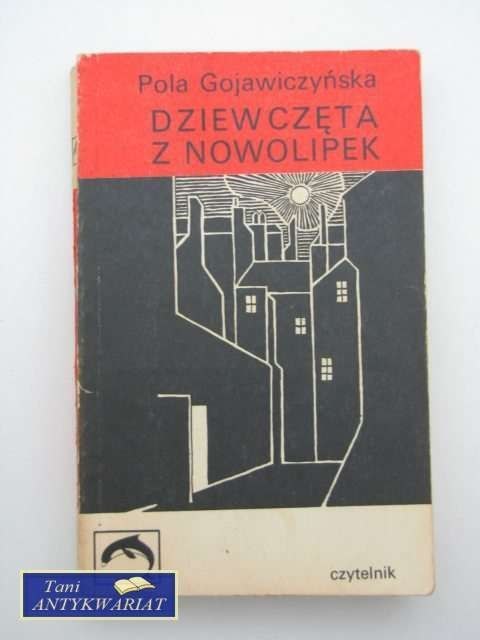 Pola Gojawiczyńska
DZIEWCZĘTA
Z NOWOLIPEK
czytelnik
Tani
ANTYKWARIAT